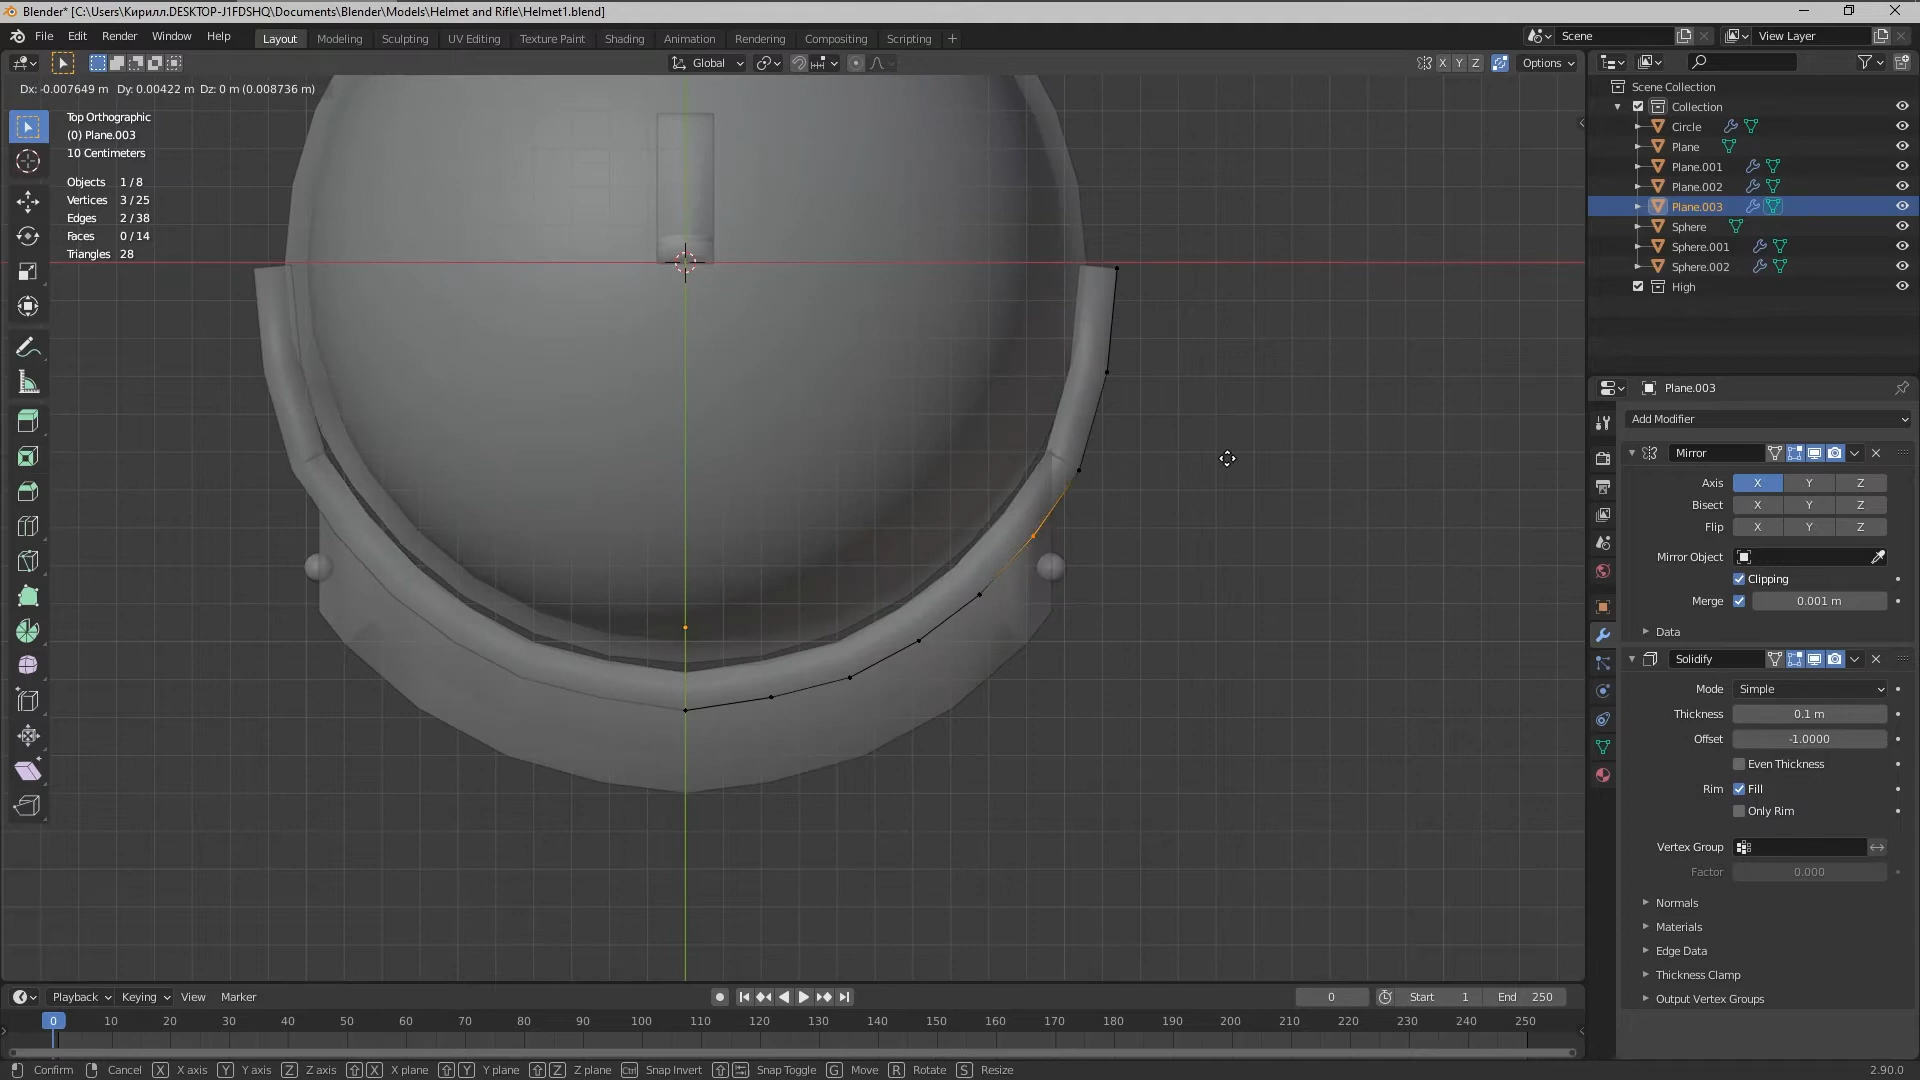 Blender* [C:\Users\Кирилл.DESKTOP-J1FDSHQ\Documents\Blender\Models\Helmet and Rifle\Helmet1.blend]
File Edit Render Window Help
Layout Modeling Sculpting UV Editing Texture Paint Shading Animation Rendering Compositing Scripting +
Scene View Layer
Global X Y Z Options
Dx: -0.007649 m Dy: 0.00422 m Dz: 0 m (0.008736 m)
Top Orthographic
(0) Plane.003
10 Centimeters
Objects 1 / 8
Vertices 3 / 25
Edges 2 / 38
Faces 0 / 14
Triangles 28
Scene Collection
Collection
Circle
Plane
Plane.001
Plane.002
Plane.003
Sphere
Sphere.001
Sphere.002
High
Plane.003
Add Modifier
Mirror
Axis X Y Z
Bisect X Y Z
Flip X Y Z
Mirror Object
Clipping
Merge 0.001 m
Data
Solidify
Mode Simple
Thickness 0.1 m
Offset -1.0000
Even Thickness
Rim Fill
Only Rim
Vertex Group
Factor 0.000
Normals
Materials
Edge Data
Thickness Clamp
Output Vertex Groups
Playback Keying View Marker
0 Start 1 End 250
0 10 20 30 40 50 60 70 80 90 100 110 120 130 140 150 160 170 180 190 200 210 220 230 240 250
Confirm Cancel X X axis Y Y axis Z Z axis X X plane Y Y plane Z Z plane Ctrl Snap Invert Snap Toggle G Move R Rotate S Resize
2.90.0